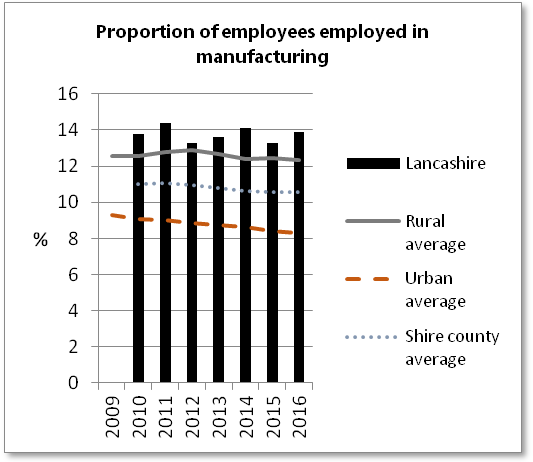 Proportion of employees employed in
manufacturing
16
14
12
10
8
6
4
2
0
%
2009
2010
2011
2012
2013
2014
2015
2016
Lancashire
Rural
average
Urban
average
Shire county
average